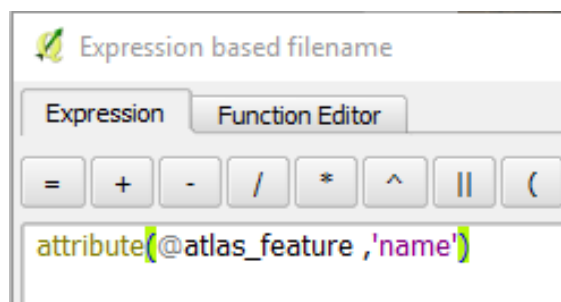 Expression based filename
Expression Function Editor
= + - / * ^ || (
attribute(@atlas_feature ,'name')